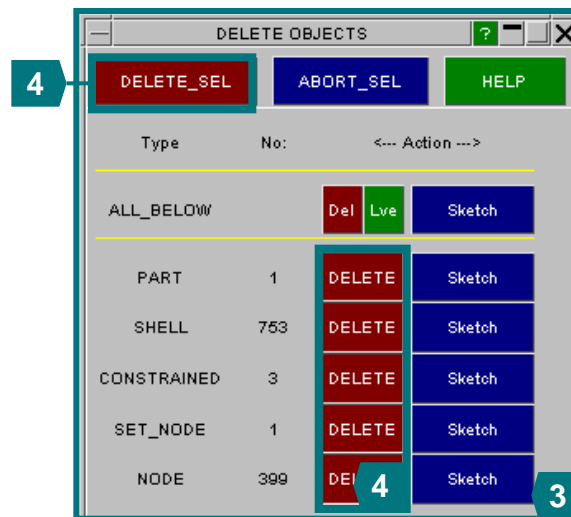 DELETE OBJECTS ?
4 DELETE_SEL ABORT_SEL HELP
Type No: <--- Action --->
ALL_BELOW Del Lve Sketch
PART 1 DELETE Sketch
SHELL 753 DELETE Sketch
CONSTRAINED 3 DELETE Sketch
SET_NODE 1 DELETE Sketch
NODE 399 4 Sketch 3